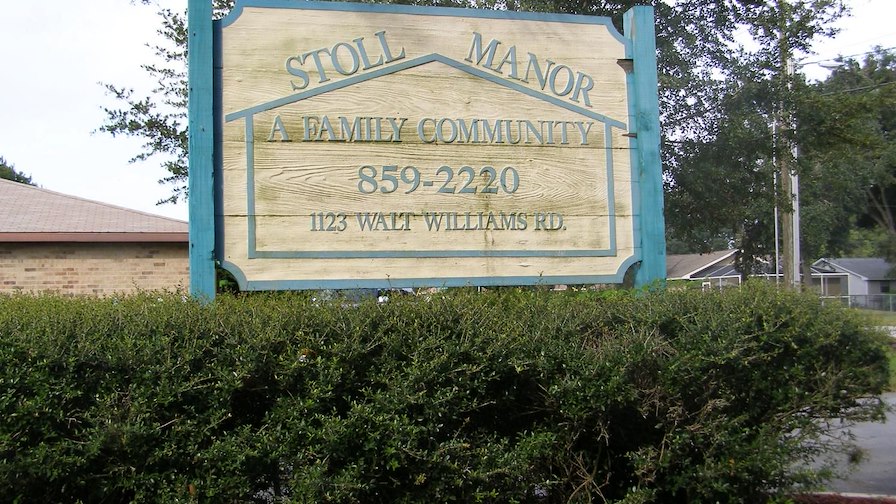 STOLL MANOR
A FAMILY COMMUNITY
859-2220
1123 WALT WILLIAMS RD.